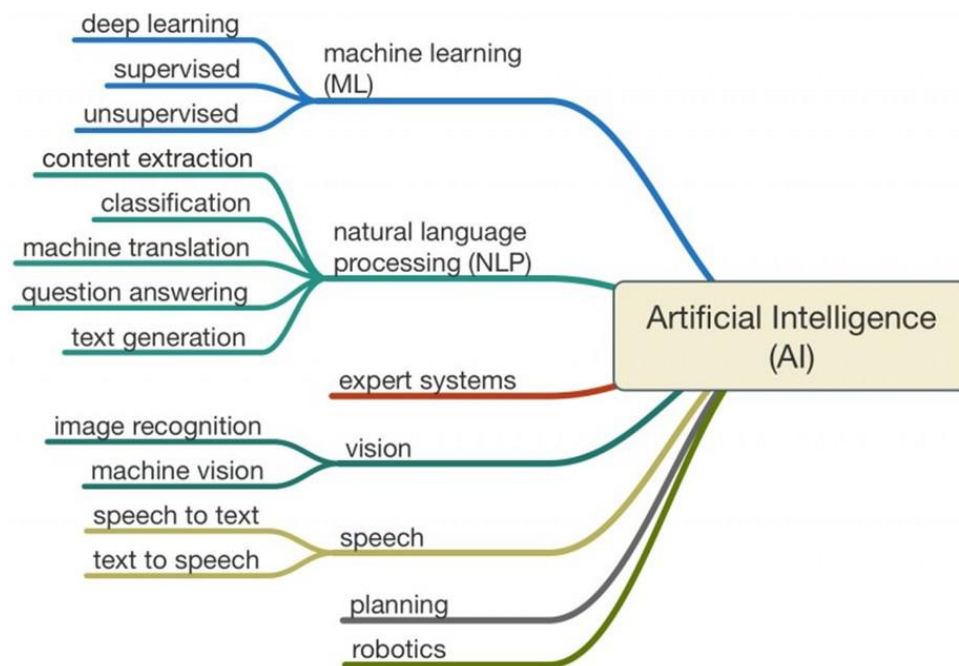 deep learning
supervised
unsupervised
machine learning
(ML)
content extraction
classification
machine translation
question answering
text generation
natural language
processing (NLP)
expert systems
image recognition
machine vision
vision
speech to text
text to speech
speech
planning
robotics
Artificial Intelligence
(AI)